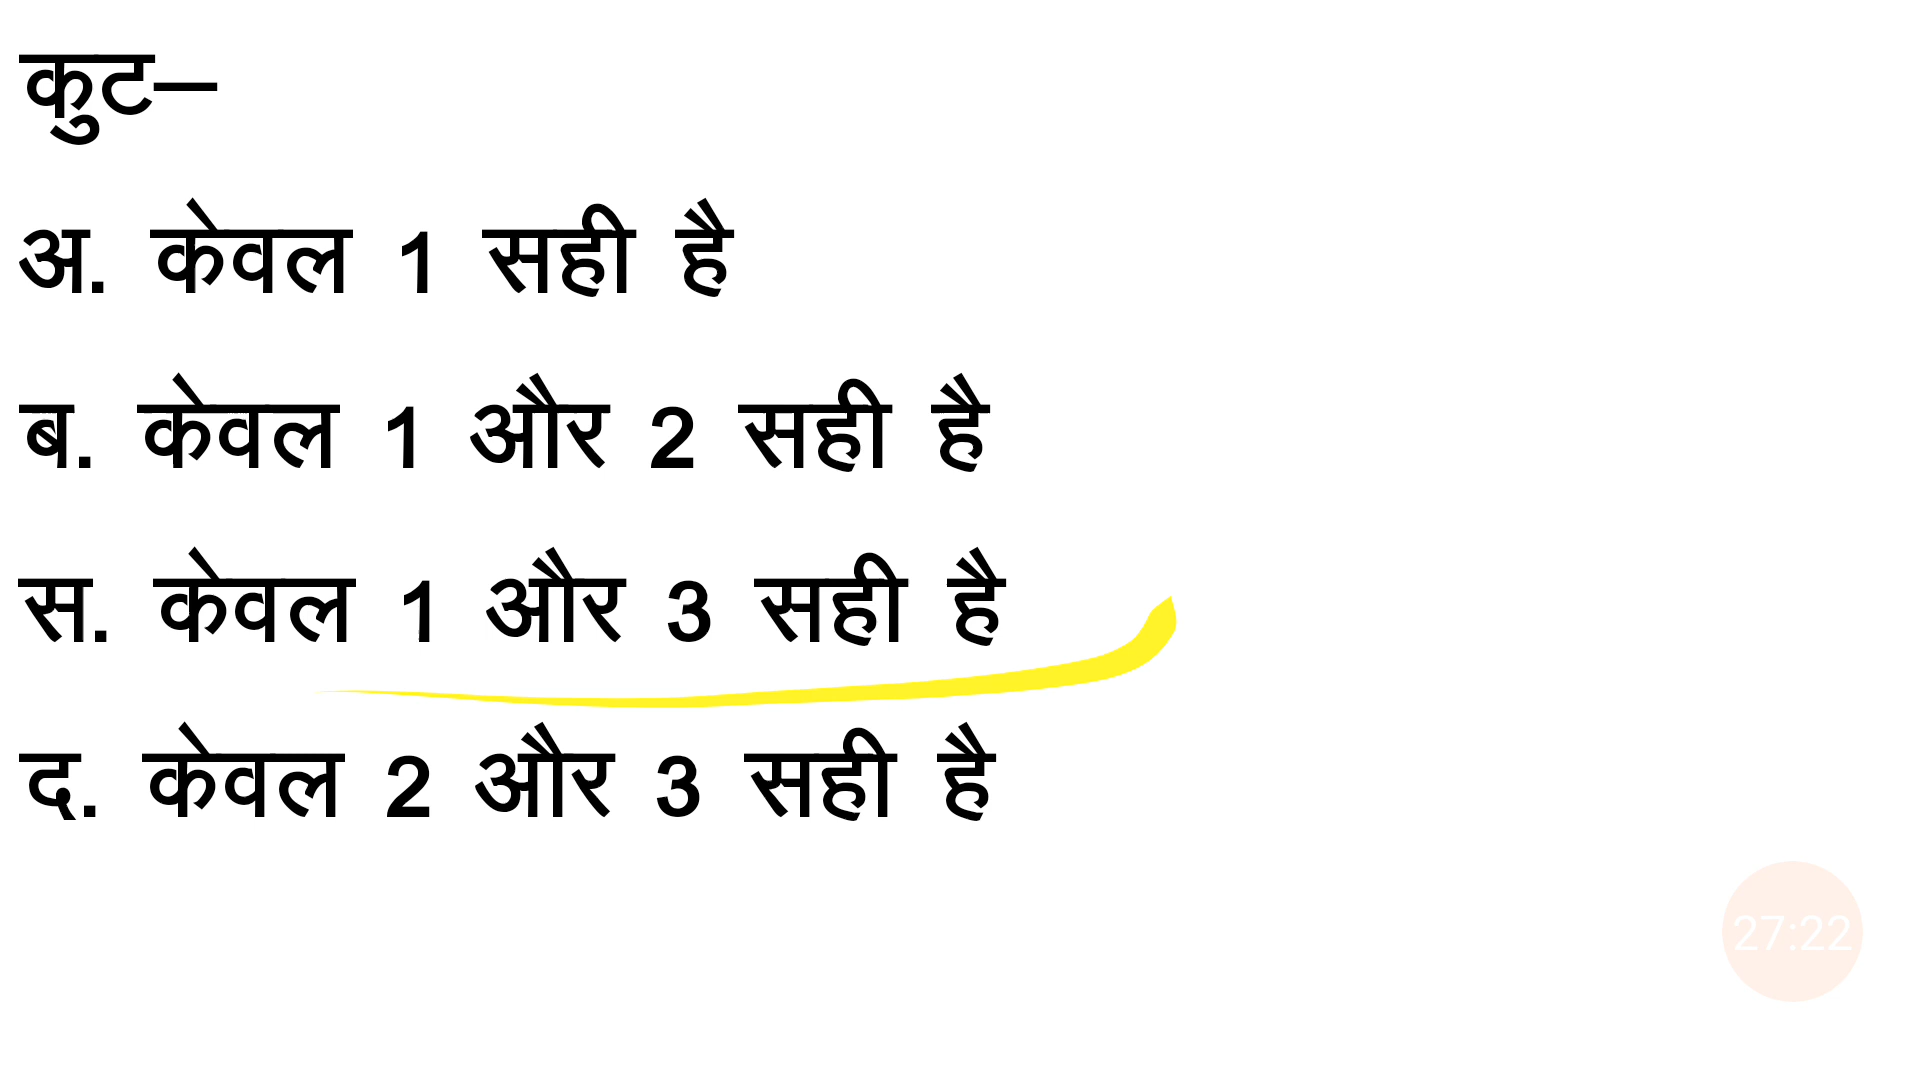 कुट–
अ. केवल 1 सही है
ब. केवल 1 और 2 सही है
स. केवल 1 और 3 सही है
द. केवल 2 और 3 सही है
27:22